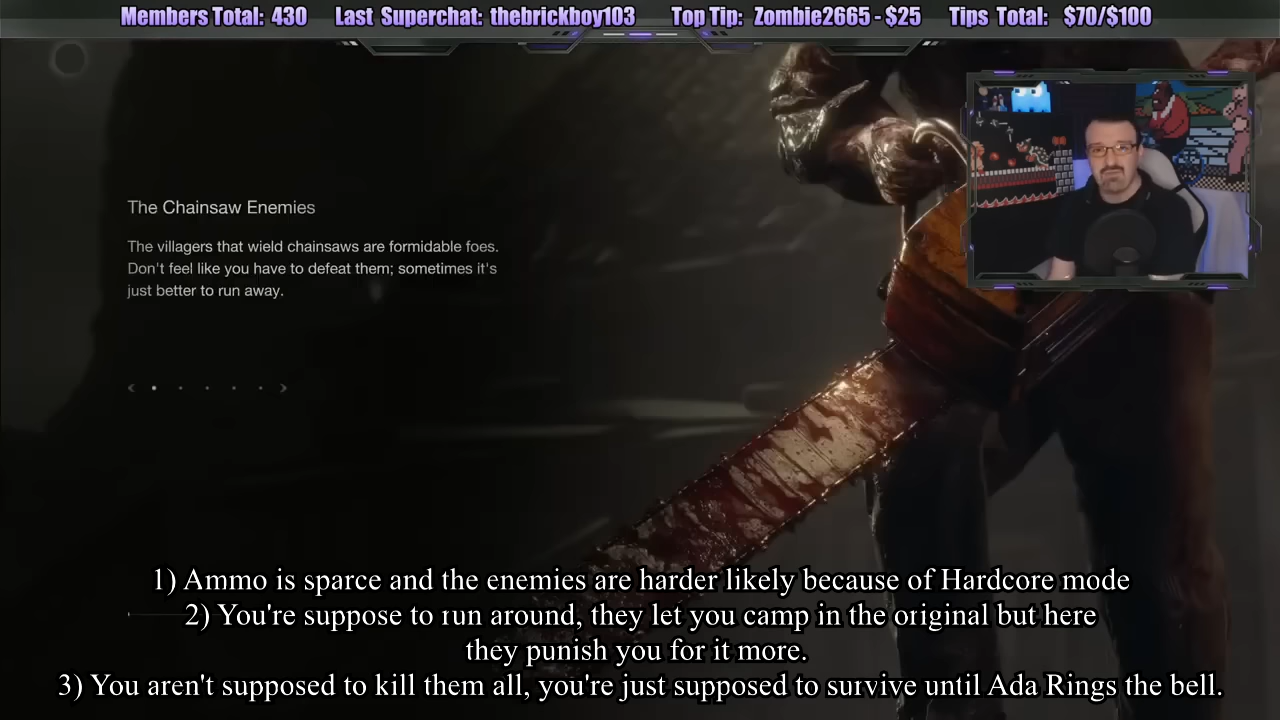 Members Total: 430 Last Superchat: thebrickboy103 Top Tip: Zombie2665 - $25 Tips Total: $70/$100
The Chainsaw Enemies
The villagers that wield chainsaws are formidable foes.
Don't feel like you have to defeat them; sometimes it's
just better to run away.
1) Ammo is sparce and the enemies are harder likely because of Hardcore mode
2) You're suppose to run around, they let you camp in the original but here
they punish you for it more.
3) You aren't supposed to kill them all, you're just supposed to survive until Ada Rings the bell.